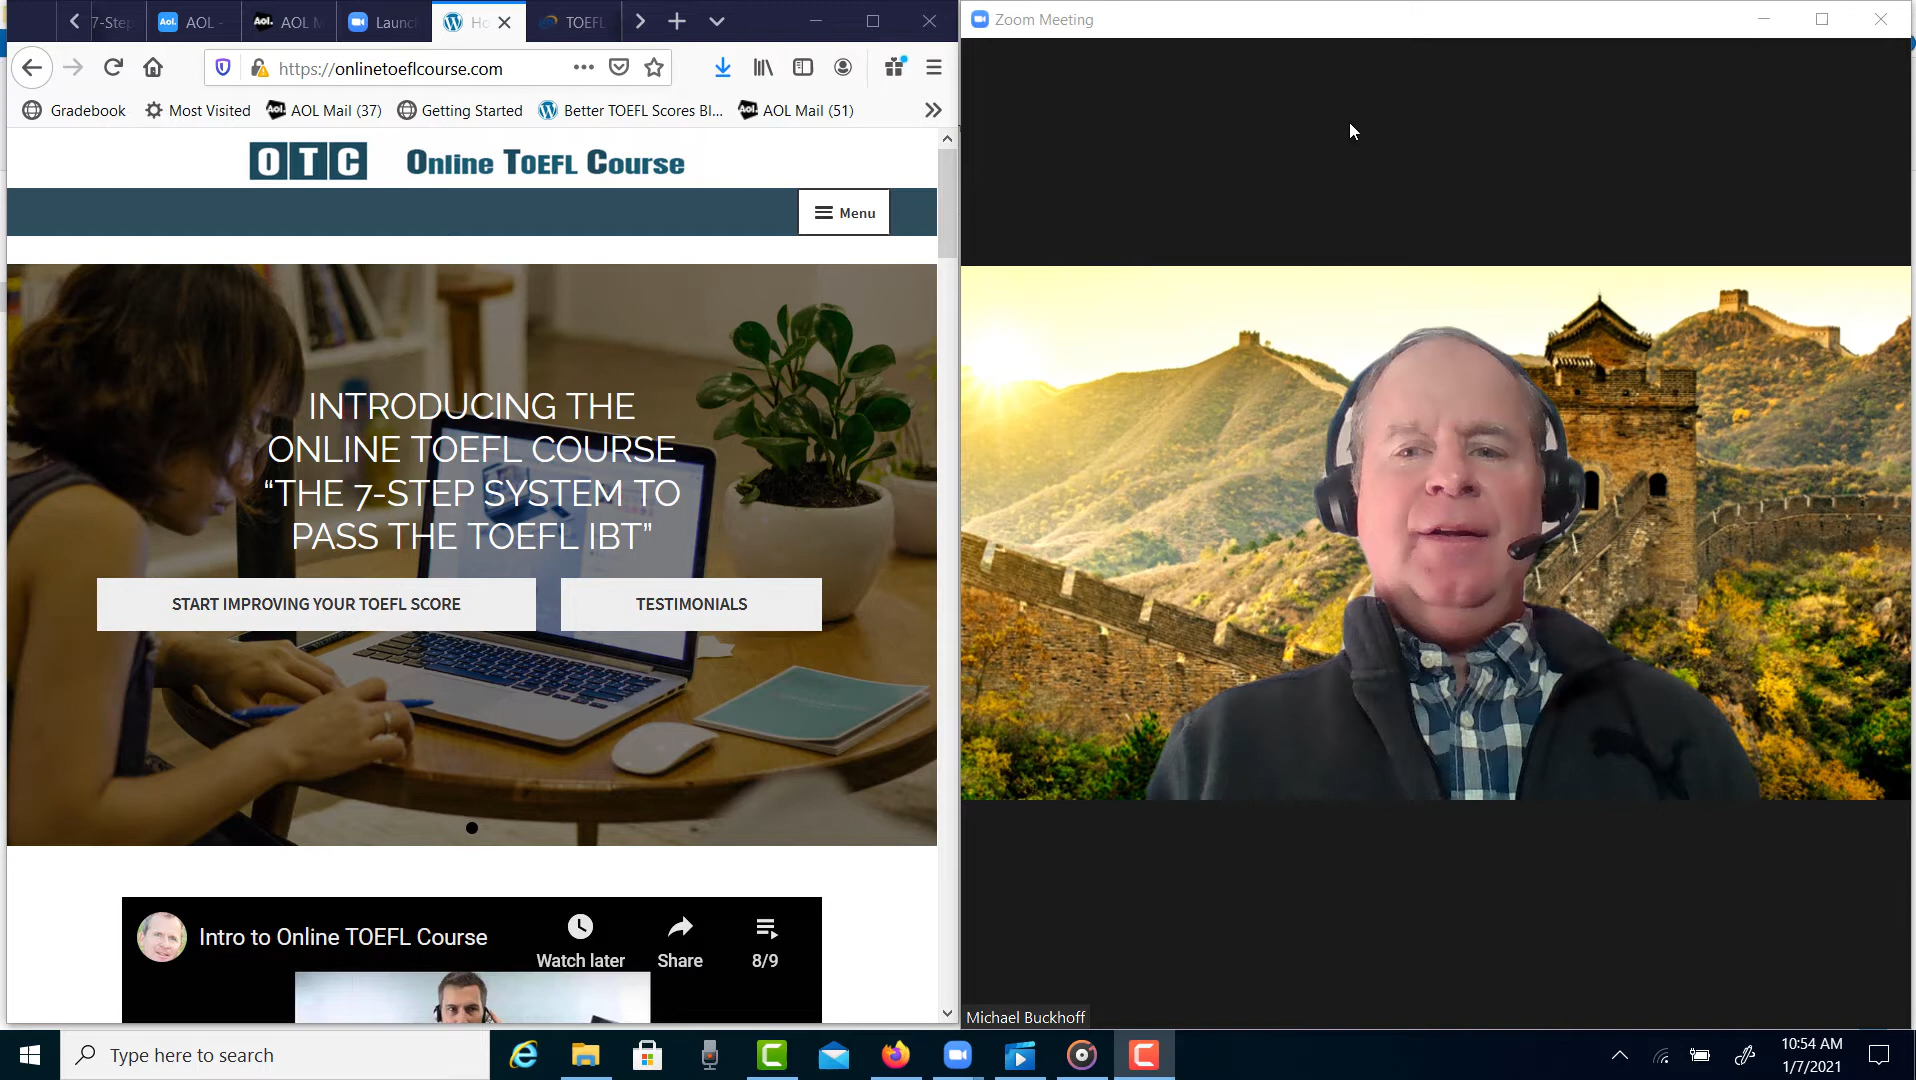 7-Step
AOL -
AOL M
Launc
Ho
TOEFL
Zoom Meeting
https://onlinetoeflcourse.com
Gradebook
Most Visited
Aol.
AOL Mail (37)
Getting Started
Better TOEFL Scores Bl...
Aol.
AOL Mail (51)
OTC
Online Toefl Course
Menu
INTRODUCING THE
ONLINE TOEFL COURSE
“THE 7-STEP SYSTEM TO
PASS THE TOEFL IBT”
START IMPROVING YOUR TOEFL SCORE
TESTIMONIALS
Intro to Online TOEFL Course
Watch later
Share
8/9
Michael Buckhoff
Type here to search
10:54 AM
1/7/2021